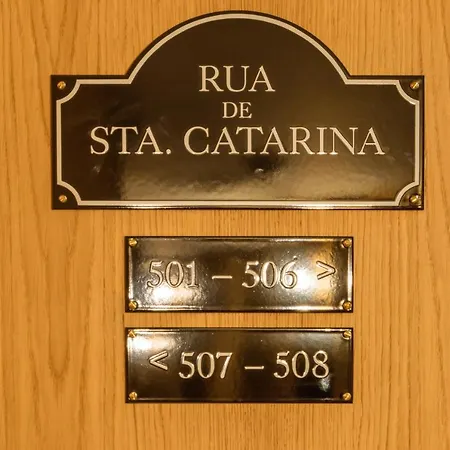 RUA
DE
STA. CATARINA
501 – 506 >
< 507 – 508